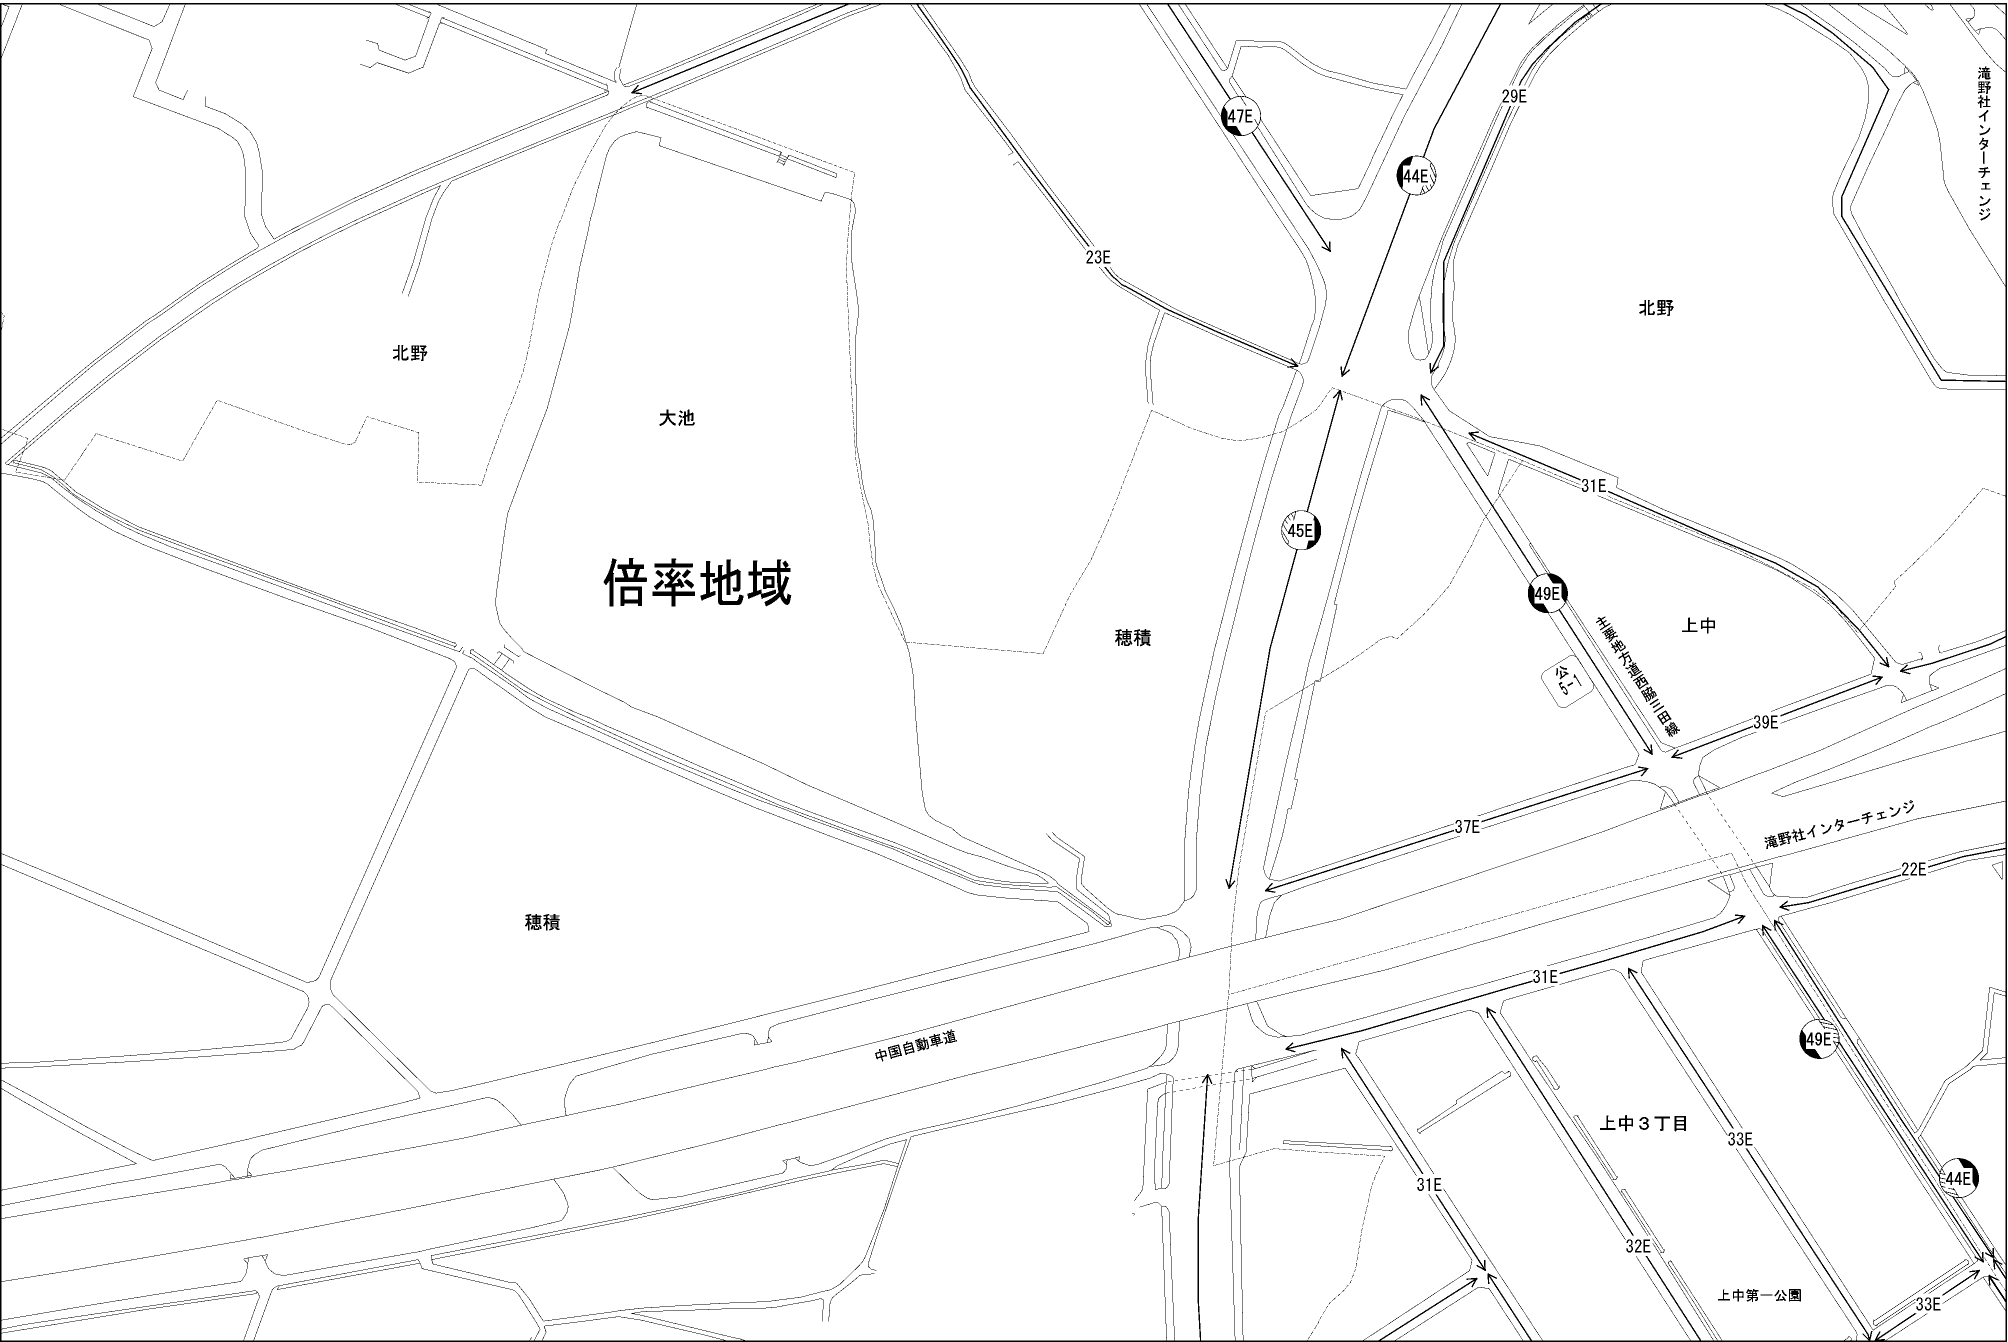 47E
29E
滝野社インターチェンジ
44E
23E
北野
北野
大池
31E
45E
倍率地域
49E
穂積
上中
主要地方道西脇三田線
公
5-1
39E
37E
滝野社インターチェンジ
22E
穂積
31E
中国自動車道
49E
上中3丁目
33E
31E
44E
32E
上中第一公園
33E